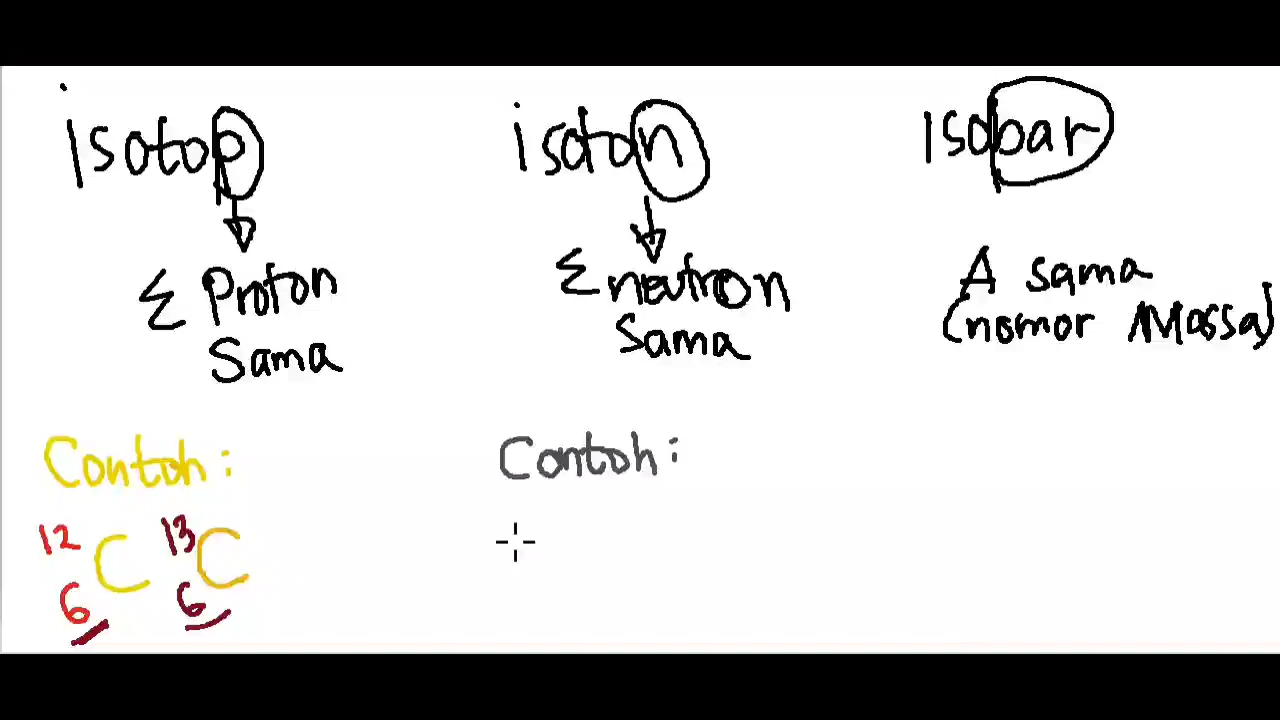 isotop
isoton
isobar
Σ Proton
Sama
Σ neutron
Sama
A sama
(nomor Massa)
Contoh:
12 C 13 C
6 6
Contoh: